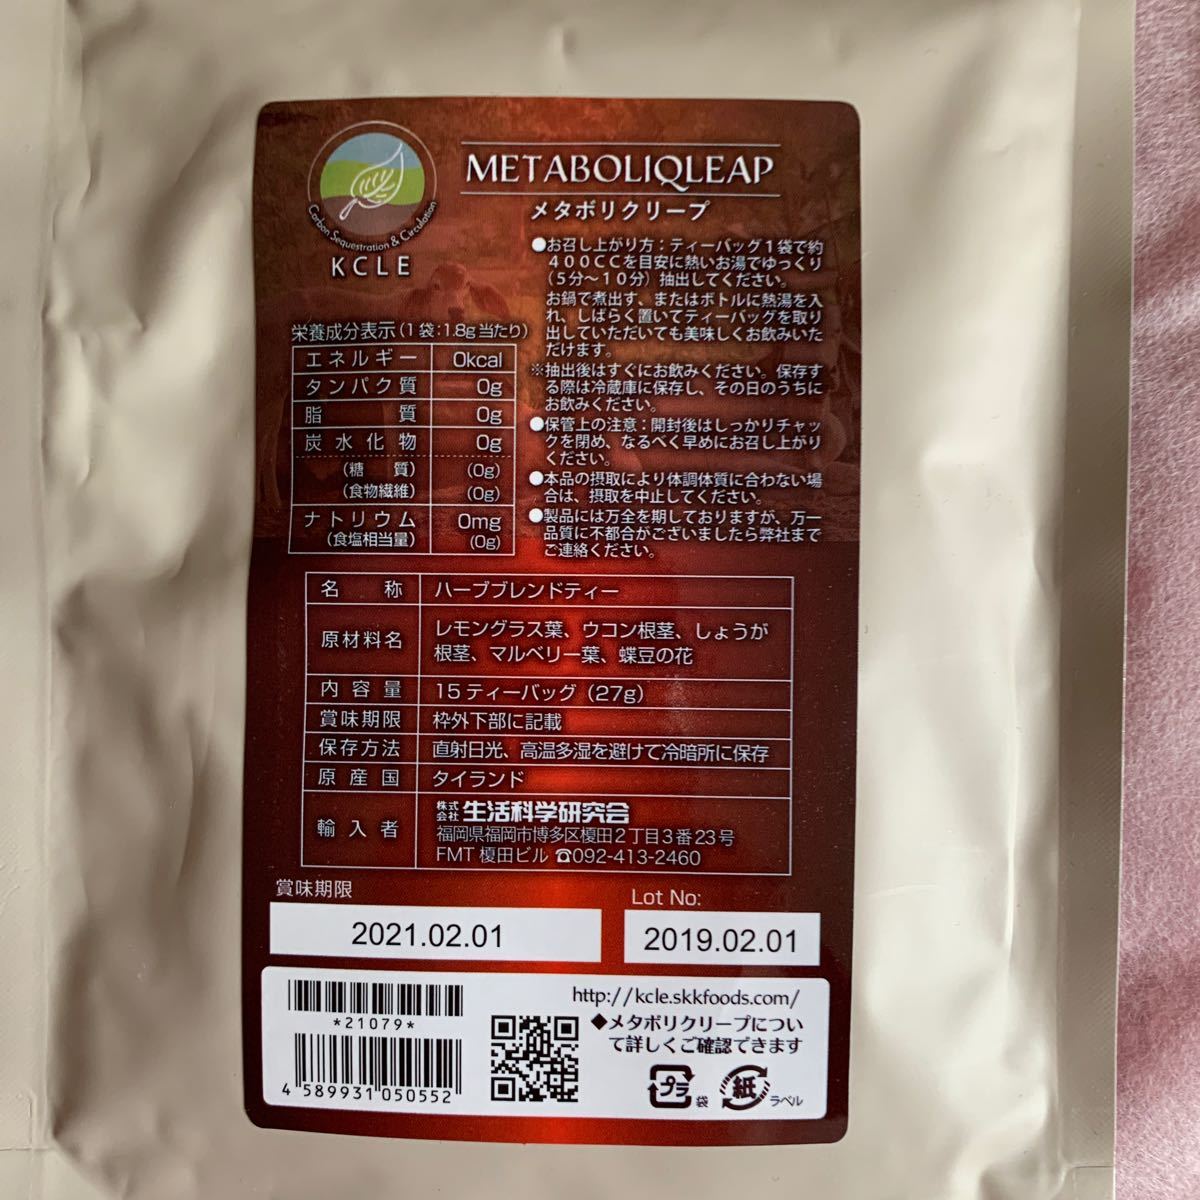 Carbon Sequestration & Circulation
KCLE
METABOLIQLEAP
メタボリクリープ
●お召し上がり方：ティーバッグ１袋で約
４００ＣＣを目安に熱いお湯でゆっくり
（５分〜１０分）抽出してください。
お鍋で煮出す、またはボトルに熱湯を入
れ、しばらく置いてティーバッグを取り
出していただいても美味しくお飲みいた
だけます。
※抽出後はすぐにお飲みください。保存す
る際は冷蔵庫に保存し、その日のうちに
お飲みください。
●保管上の注意：開封後はしっかりチャッ
クを閉め、なるべく早めにお召し上がり
ください。
●本品の摂取により体調体質に合わない場
合は、摂取を中止してください。
●製品には万全を期しておりますが、万一
品質に不都合がございましたら弊社まで
ご連絡ください。
栄養成分表示（1袋:1.8g当たり）
エネルギー 0kcal
タンパク質 0g
脂質 0g
炭水化物 0g
（糖質） (0g)
（食物繊維） (0g)
ナトリウム 0mg
（食塩相当量） (0g)
名称 ハーブブレンドティー
原材料名 レモングラス葉、ウコン根茎、しょうが
根茎、マルベリー葉、蝶豆の花
内容量 15ティーバッグ（27g）
賞味期限 枠外下部に記載
保存方法 直射日光、高温多湿を避けて冷暗所に保存
原産国 タイランド
輸入者 株式会社 生活科学研究会
福岡県福岡市博多区榎田2丁目3番23号
FMT榎田ビル ☎092-413-2460
賞味期限
2021.02.01
Lot No:
2019.02.01
*21079*
4 589931 050552
http://kcle.skkfoods.com/
◆メタボリクリープについ
て詳しくご確認できます
プラ 袋
紙 ラベル